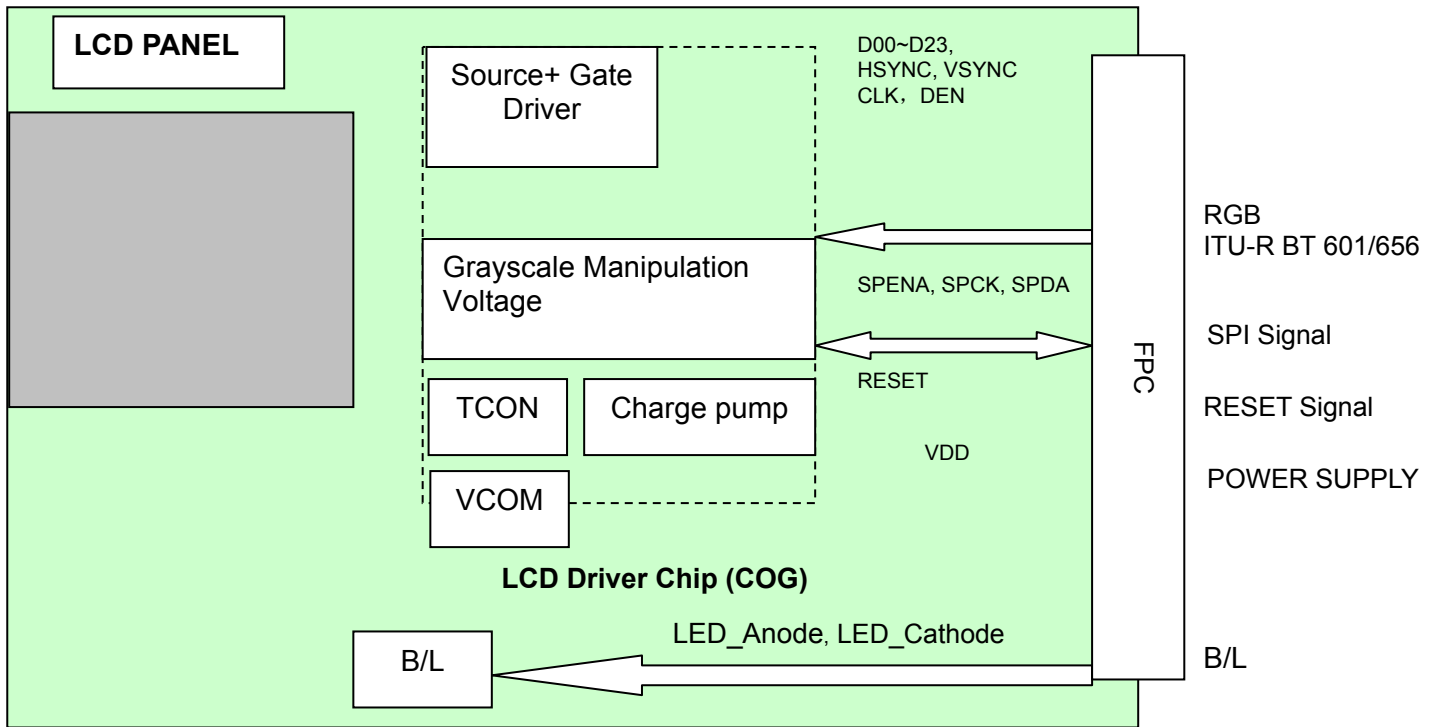 LCD PANEL
Source+ Gate
Driver
D00~D23,
HSYNC, VSYNC
CLK，DEN
Grayscale Manipulation
Voltage
SPENA, SPCK, SPDA
RESET
TCON
Charge pump
VDD
VCOM
LCD Driver Chip (COG)
LED_Anode, LED_Cathode
B/L
FPC
RGB
ITU-R BT 601/656
SPI Signal
RESET Signal
POWER SUPPLY
B/L